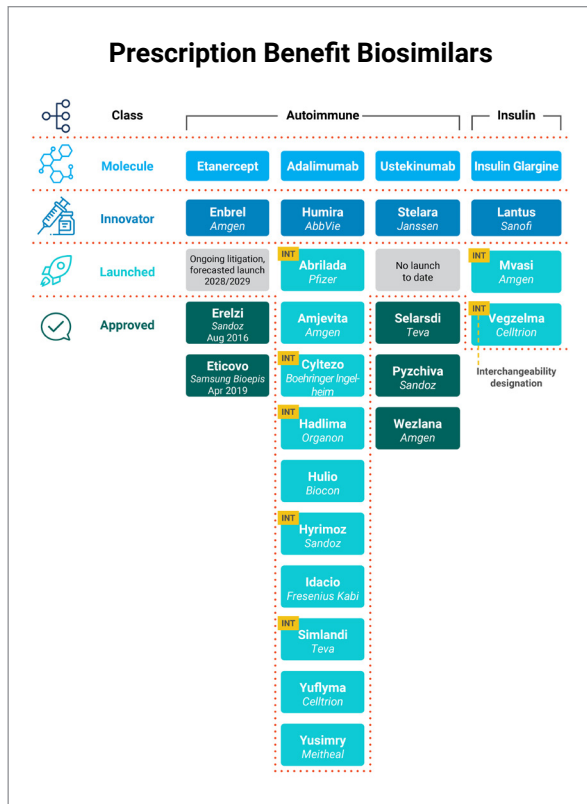 Prescription Benefit Biosimilars
Class
Autoimmune
Insulin
Molecule
Etanercept
Adalimumab
Ustekinumab
Insulin Glargine
Innovator
Enbrel
Amgen
Humira
AbbVie
Stelara
Janssen
Lantus
Sanofi
Launched
Ongoing litigation,
forecasted launch
2028/2029
INT
Abrilada
Pfizer
No launch
to date
INT
Mvasi
Amgen
Approved
Erelzi
Sandoz
Aug 2016
Amjevita
Amgen
Selarsdi
Teva
INT
Vegzelma
Celltrion
Eticovo
Samsung Bioepis
Apr 2019
INT
Cyltezo
Boehringer Ingel-
heim
Pyzchiva
Sandoz
Interchangeability
designation
INT
Hadlima
Organon
Wezlana
Amgen
Hulio
Biocon
INT
Hyrimoz
Sandoz
Idacio
Fresenius Kabi
INT
Simlandi
Teva
Yuflyma
Celltrion
Yusimry
Meitheal